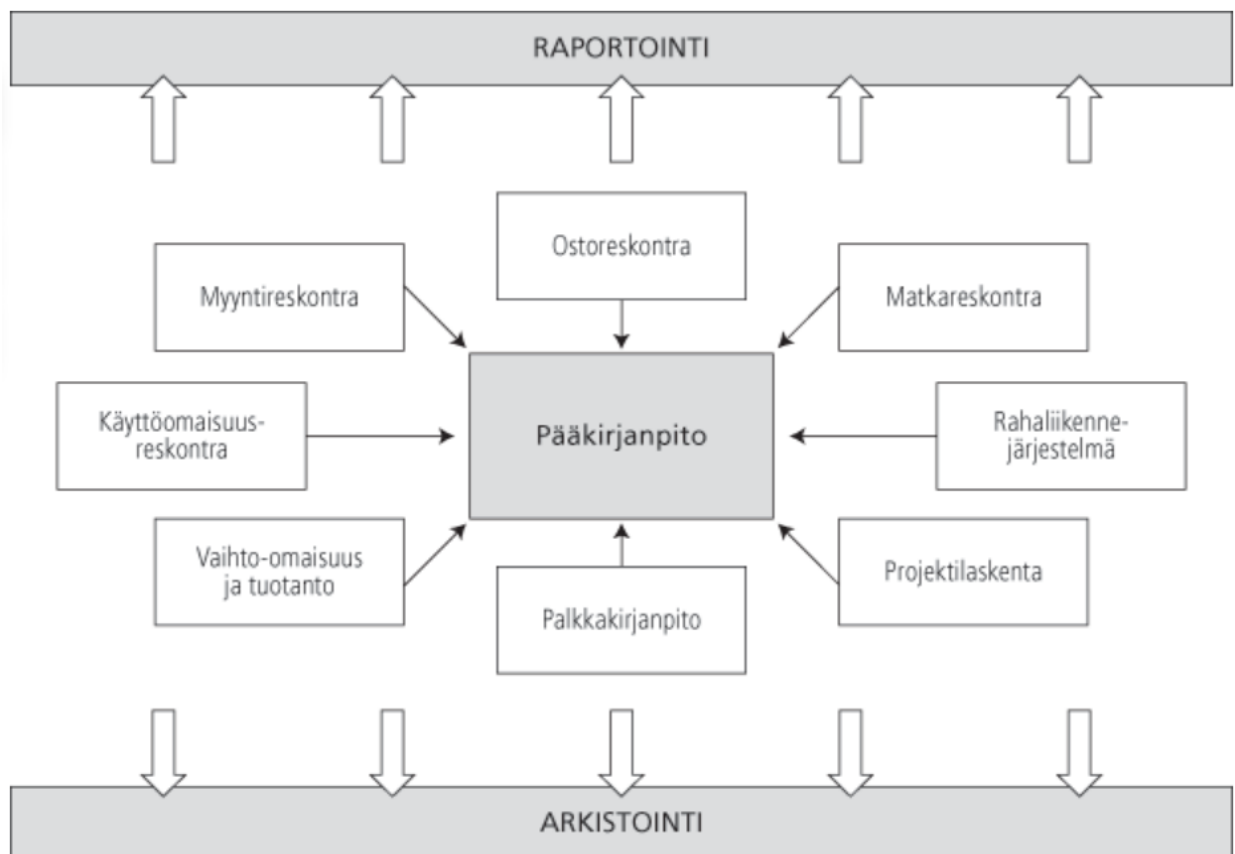 RAPORTOINTI
Ostoreskontra
Myyntireskontra
Matkareskontra
Käyttöomaisuus-
reskontra
Pääkirjanpito
Rahaliikenne-
järjestelmä
Vaihto-omaisuus
ja tuotanto
Palkkakirjanpito
Projektilaskenta
ARKISTOINTI